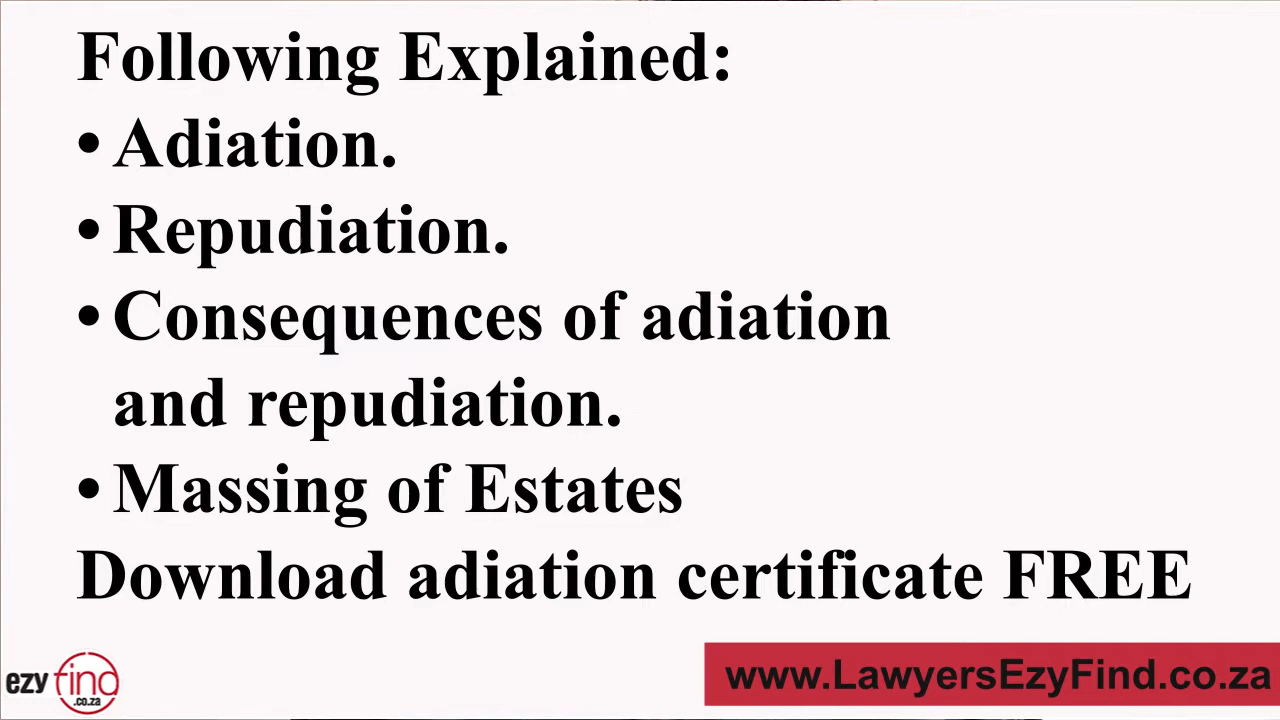 Following Explained:
• Adiation.
• Repudiation.
• Consequences of adiation
and repudiation.
• Massing of Estates
Download adiation certificate FREE
ezy find
.co.za
www.LawyersEzyFind.co.za